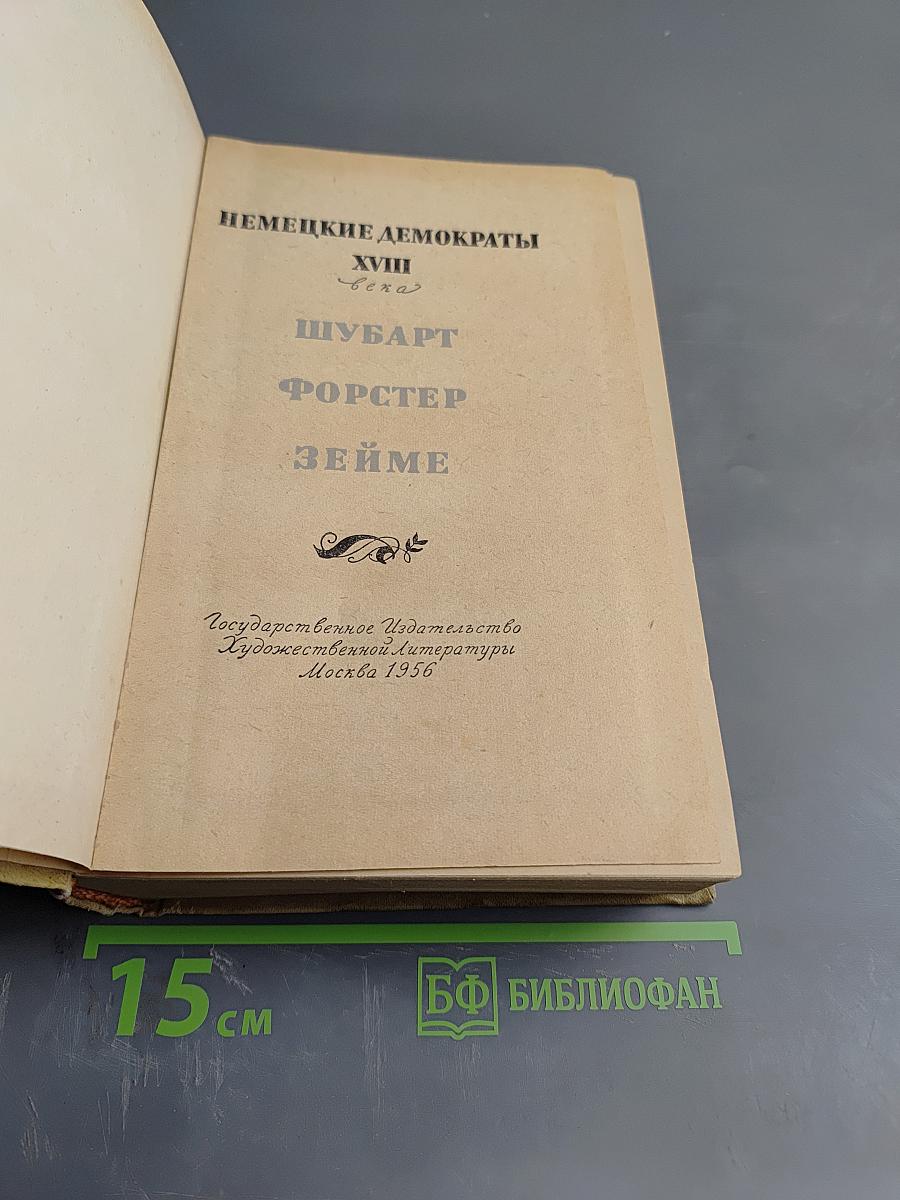 НЕМЕЦКИЕ ДЕМОКРАТЫ
XVIII
века
ШУБАРТ
ФОРСТЕР
ЗЕЙМЕ
Государственное Издательство
Художественной Литературы
Москва 1956
15 см
БФ БИБЛИОФАН